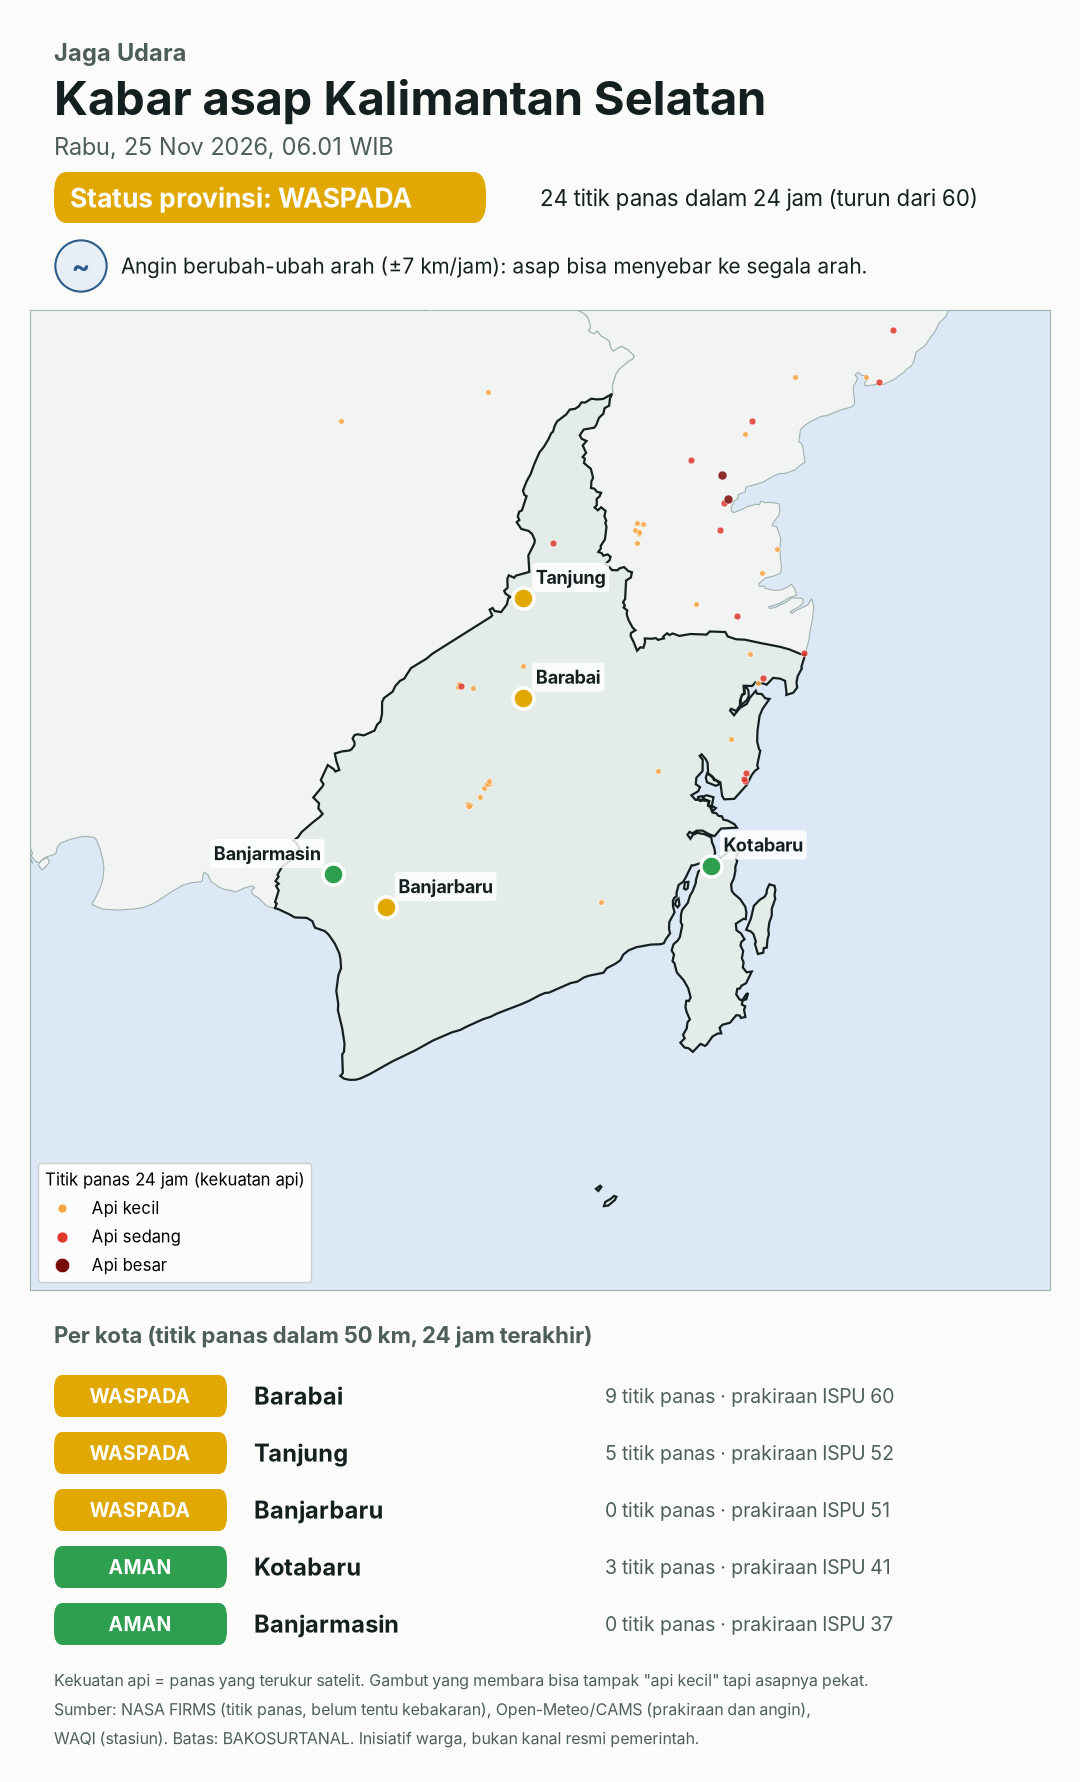 Jaga Udara
Kabar asap Kalimantan Selatan
Rabu, 25 Nov 2026, 06.01 WIB
Status provinsi: WASPADA
24 titik panas dalam 24 jam (turun dari 60)
~
Angin berubah-ubah arah (±7 km/jam): asap bisa menyebar ke segala arah.
Tanjung
Barabai
Banjarmasin
Kotabaru
Banjarbaru
Titik panas 24 jam (kekuatan api)
Api kecil
Api sedang
Api besar
Per kota (titik panas dalam 50 km, 24 jam terakhir)
WASPADA Barabai 9 titik panas · prakiraan ISPU 60
WASPADA Tanjung 5 titik panas · prakiraan ISPU 52
WASPADA Banjarbaru 0 titik panas · prakiraan ISPU 51
AMAN Kotabaru 3 titik panas · prakiraan ISPU 41
AMAN Banjarmasin 0 titik panas · prakiraan ISPU 37
Kekuatan api = panas yang terukur satelit. Gambut yang membara bisa tampak "api kecil" tapi asapnya pekat.
Sumber: NASA FIRMS (titik panas, belum tentu kebakaran), Open-Meteo/CAMS (prakiraan dan angin),
WAQI (stasiun). Batas: BAKOSURTANAL. Inisiatif warga, bukan kanal resmi pemerintah.